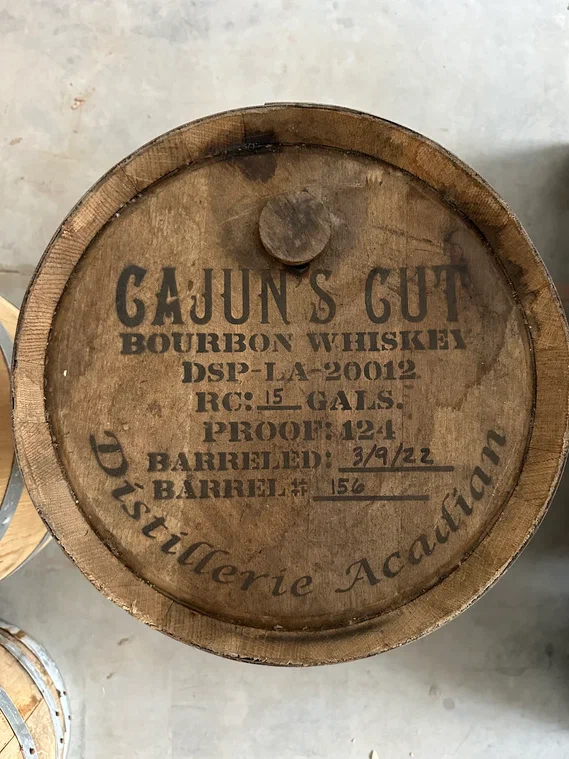 CAJUN'S CUT
BOURBON WHISKEY
DSP-LA-20012
RC: 15 GALS.
PROOF: 124
BARRELED: 3/9/22
BARREL# 156
Distillerie Acadian